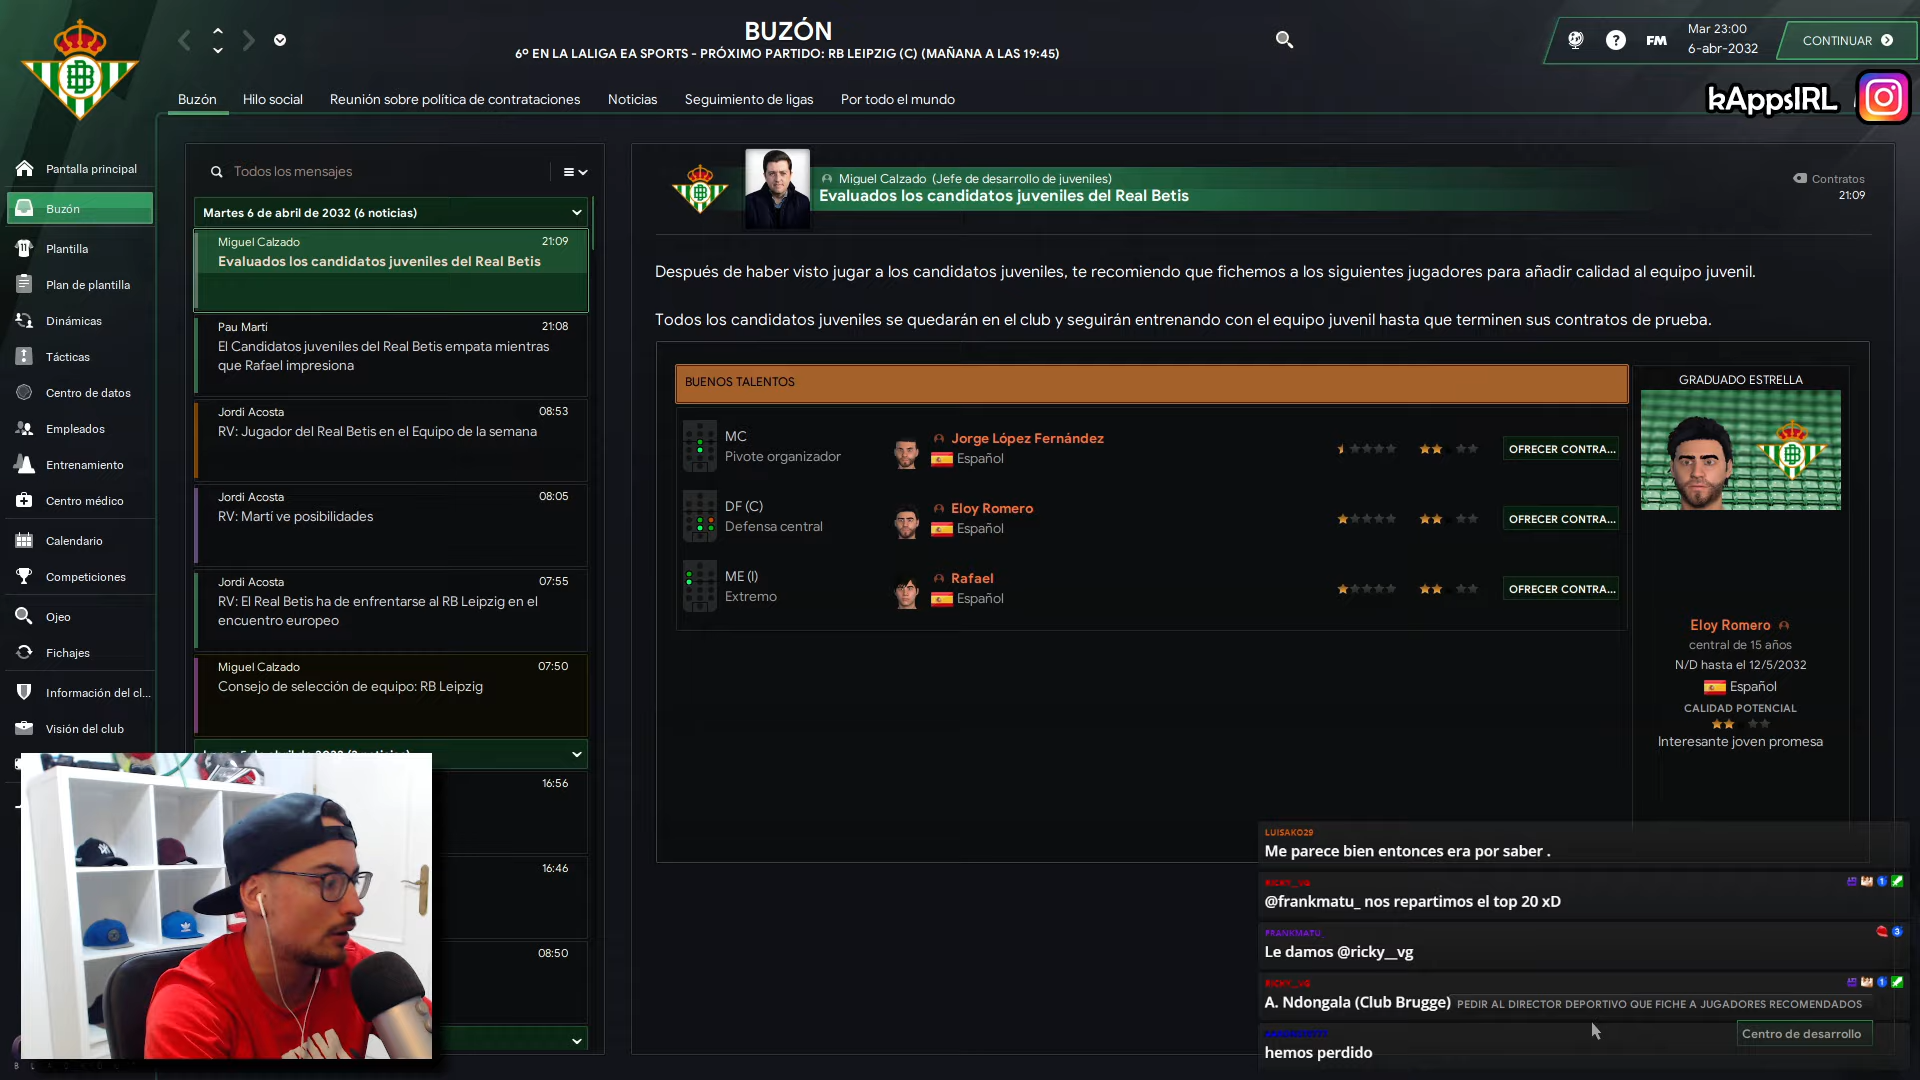 BUZÓN
6º EN LA LALIGA EA SPORTS - PRÓXIMO PARTIDO: RB LEIPZIG (C) (MAÑANA A LAS 19:45)
FM
Mar 23:00
6-abr-2032
CONTINUAR
kAppsIRL
Buzón
Hilo social
Reunión sobre política de contrataciones
Noticias
Seguimiento de ligas
Por todo el mundo
Pantalla principal
Buzón
Plantilla
Plan de plantilla
Dinámicas
Tácticas
Centro de datos
Empleados
Entrenamiento
Centro médico
Calendario
Competiciones
Ojeo
Fichajes
Información del cl...
Visión del club
Todos los mensajes
Martes 6 de abril de 2032 (6 noticias)
Miguel Calzado 21:09
Evaluados los candidatos juveniles del Real Betis
Pau Martí 21:08
El Candidatos juveniles del Real Betis empata mientras
que Rafael impresiona
Jordi Acosta 08:53
RV: Jugador del Real Betis en el Equipo de la semana
Jordi Acosta 08:05
RV: Martí ve posibilidades
Jordi Acosta 07:55
RV: El Real Betis ha de enfrentarse al RB Leipzig en el
encuentro europeo
Miguel Calzado 07:50
Consejo de selección de equipo: RB Leipzig
16:56
16:46
08:50
Miguel Calzado (Jefe de desarrollo de juveniles)
Evaluados los candidatos juveniles del Real Betis
Contratos
21:09
Después de haber visto jugar a los candidatos juveniles, te recomiendo que fichemos a los siguientes jugadores para añadir calidad al equipo juvenil.
Todos los candidatos juveniles se quedarán en el club y seguirán entrenando con el equipo juvenil hasta que terminen sus contratos de prueba.
BUENOS TALENTOS
MC
Pivote organizador
Jorge López Fernández
Español
OFRECER CONTRA...
DF (C)
Defensa central
Eloy Romero
Español
OFRECER CONTRA...
ME (I)
Extremo
Rafael
Español
OFRECER CONTRA...
GRADUADO ESTRELLA
Eloy Romero
central de 15 años
N/D hasta el 12/5/2032
Español
CALIDAD POTENCIAL
Interesante joven promesa
LUISAKO29
Me parece bien entonces era por saber .
RICKY__VG
@frankmatu_ nos repartimos el top 20 xD
FRANKMATU_
Le damos @ricky__vg
RICKY__VG
A. Ndongala (Club Brugge)
PEDIR AL DIRECTOR DEPORTIVO QUE FICHE A JUGADORES RECOMENDADOS
Centro de desarrollo
hemos perdido